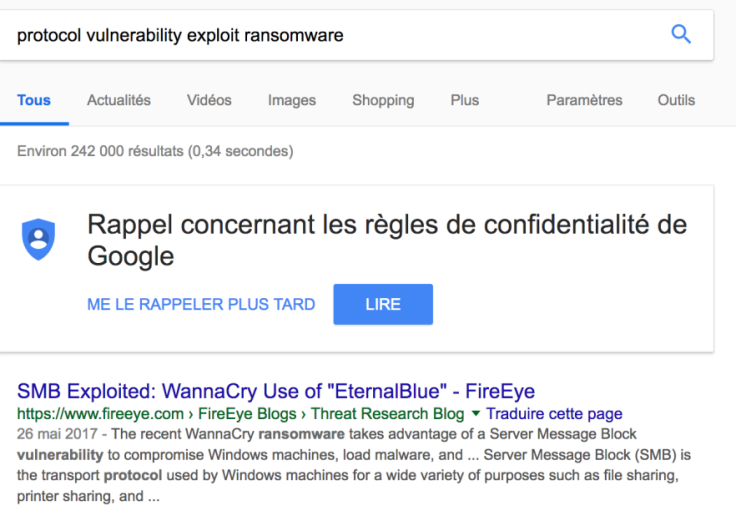 protocol vulnerability exploit ransomware
Tous Actualités Vidéos Images Shopping Plus Paramètres Outils
Environ 242 000 résultats (0,34 secondes)
Rappel concernant les règles de confidentialité de
Google
ME LE RAPPELER PLUS TARD LIRE
SMB Exploited: WannaCry Use of "EternalBlue" - FireEye
https://www.fireeye.com › FireEye Blogs › Threat Research Blog ▼ Traduire cette page
26 mai 2017 - The recent WannaCry ransomware takes advantage of a Server Message Block
vulnerability to compromise Windows machines, load malware, and ... Server Message Block (SMB) is
the transport protocol used by Windows machines for a wide variety of purposes such as file sharing,
printer sharing, and ...